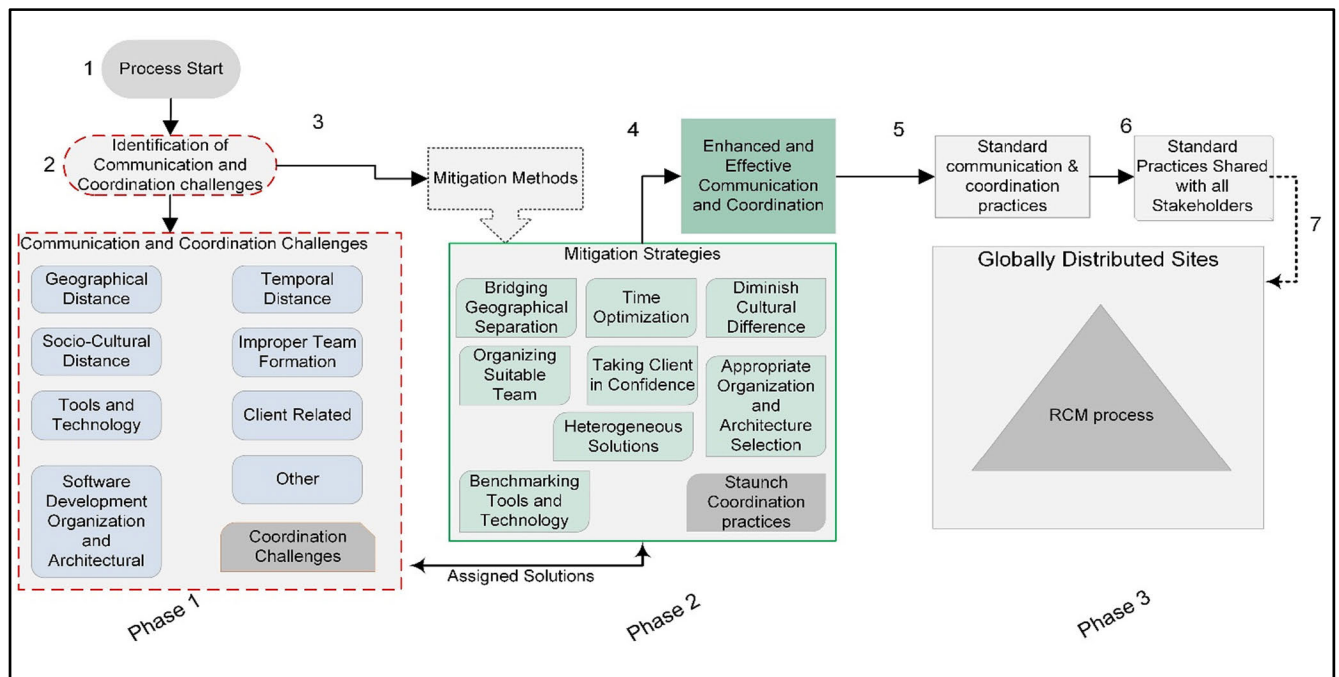 1
Process Start
2
Identification of
Communication and
Coordination challenges
3
Mitigation Methods
4
Enhanced and
Effective
Communication
and Coordination
5
Standard
communication &
coordination
practices
6
Standard
Practices Shared
with all
Stakeholders
7
Communication and Coordination Challenges
Geographical
Distance
Temporal
Distance
Socio-Cultural
Distance
Improper Team
Formation
Tools and
Technology
Client Related
Software
Development
Organization
and
Architectural
Other
Coordination
Challenges
Assigned Solutions
Mitigation Strategies
Bridging
Geographical
Separation
Time
Optimization
Diminish
Cultural
Difference
Organizing
Suitable
Team
Taking Client
in Confidence
Appropriate
Organization
and
Architecture
Selection
Heterogeneous
Solutions
Benchmarking
Tools and
Technology
Staunch
Coordination
practices
Globally Distributed Sites
RCM process
Phase 1
Phase 2
Phase 3